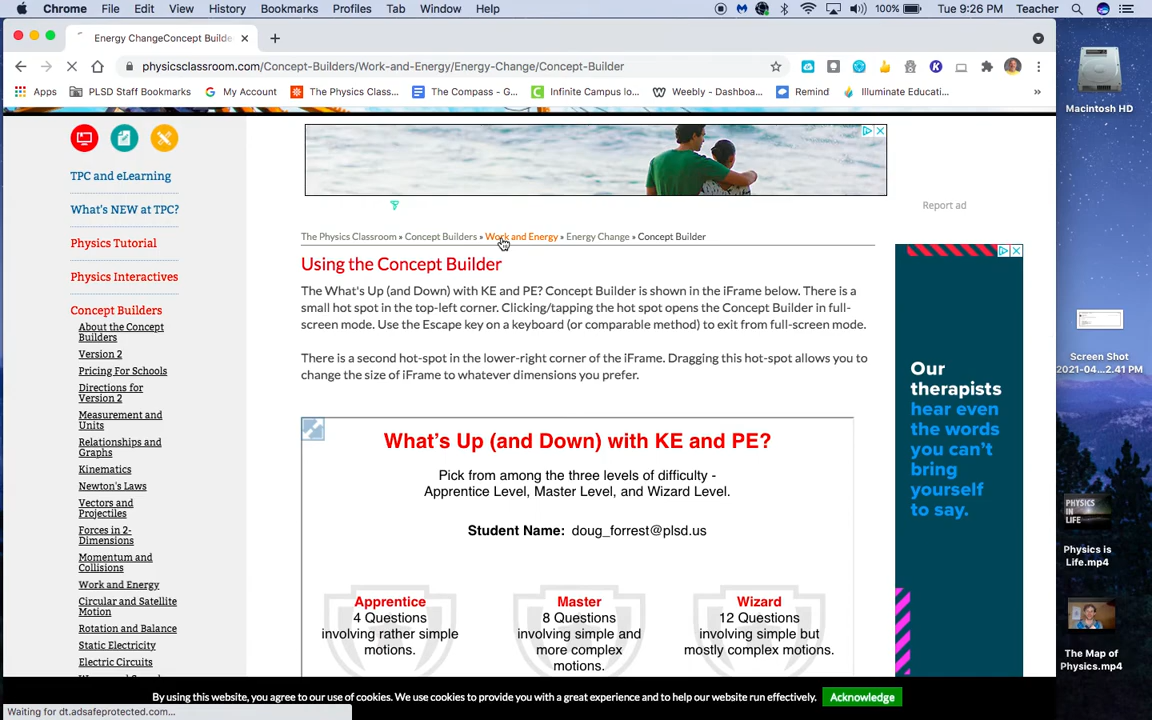 Chrome File Edit View History Bookmarks Profiles Tab Window Help 100% Tue 9:26 PM Teacher
Energy ChangeConcept Builde
physicsclassroom.com/Concept-Builders/Work-and-Energy/Energy-Change/Concept-Builder
Apps PLSD Staff Bookmarks My Account The Physics Class... The Compass - G... Infinite Campus lo... Weebly - Dashboa... Remind Illuminate Educati... »
Macintosh HD
TPC and eLearning
What's NEW at TPC?
Physics Tutorial
Physics Interactives
Concept Builders
About the Concept
Builders
Version 2
Pricing For Schools
Directions for
Version 2
Measurement and
Units
Relationships and
Graphs
Kinematics
Newton's Laws
Vectors and
Projectiles
Forces in 2-
Dimensions
Momentum and
Collisions
Work and Energy
Circular and Satellite
Motion
Rotation and Balance
Static Electricity
Electric Circuits
Report ad
The Physics Classroom » Concept Builders » Work and Energy » Energy Change » Concept Builder
Using the Concept Builder
The What's Up (and Down) with KE and PE? Concept Builder is shown in the iFrame below. There is a
small hot spot in the top-left corner. Clicking/tapping the hot spot opens the Concept Builder in full-
screen mode. Use the Escape key on a keyboard (or comparable method) to exit from full-screen mode.
There is a second hot-spot in the lower-right corner of the iFrame. Dragging this hot-spot allows you to
change the size of iFrame to whatever dimensions you prefer.
What's Up (and Down) with KE and PE?
Pick from among the three levels of difficulty -
Apprentice Level, Master Level, and Wizard Level.
Student Name: doug_forrest@plsd.us
Apprentice
4 Questions
involving rather simple
motions.
Master
8 Questions
involving simple and
more complex
motions.
Wizard
12 Questions
involving simple but
mostly complex motions.
Our
therapists
hear even
the words
you can't
bring
yourself
to say.
Screen Shot
2021-04...2.41 PM
PHYSICS
IN
LIFE
Physics is
Life.mp4
The Map of
Physics.mp4
By using this website, you agree to our use of cookies. We use cookies to provide you with a great experience and to help our website run effectively. Acknowledge
Waiting for dt.adsafeprotected.com...